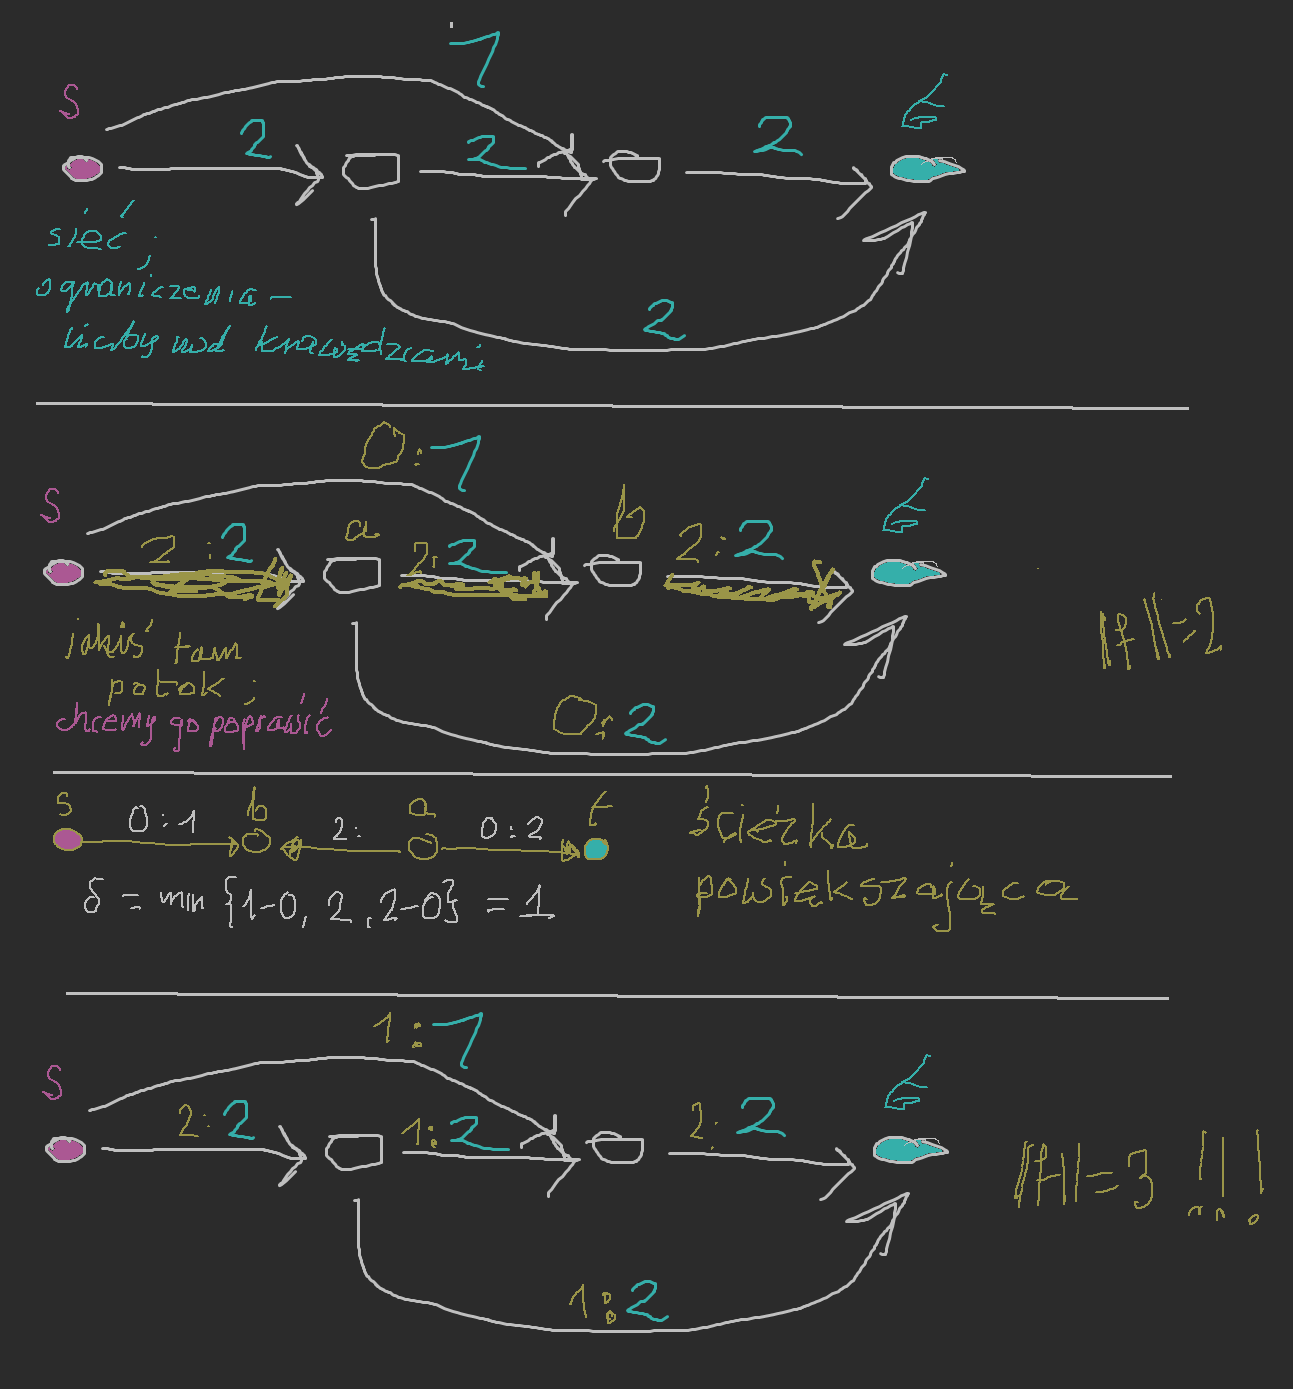 1
s 2 2 2 t
sieć;
ograniczenia –
liczby nad krawędziami
2
0:1
s 2:2 a 2:2 b 2:2 t
jakiś tam
potok;
chcemy go poprawić
‖f‖=2
0:2
s 0:1 b 2: a 0:2 t
ścieżka
powiększająca
δ = min {1-0, 2, 2-0} = 1
1:1
s 2:2 1:2 2:2 t
‖f‖=3 !!!
1:2